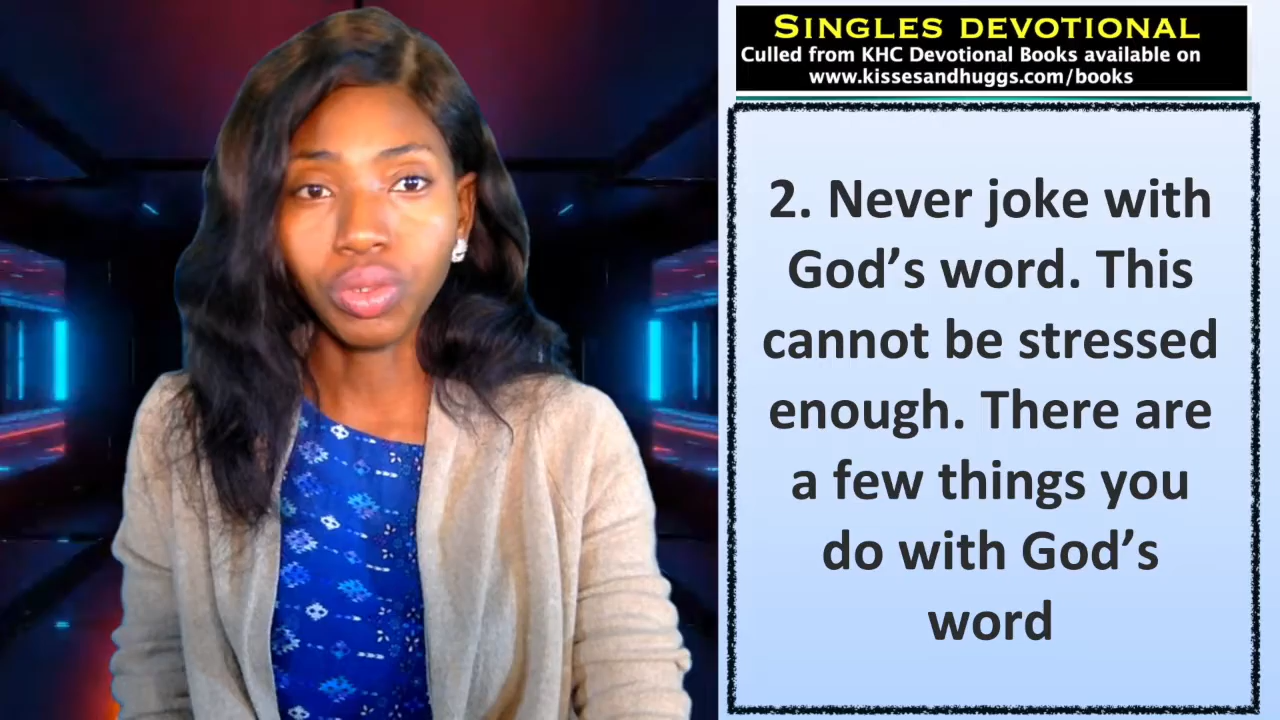 SINGLES DEVOTIONAL
Culled from KHC Devotional Books available on
www.kissesandhuggs.com/books
2. Never joke with
God’s word. This
cannot be stressed
enough. There are
a few things you
do with God’s
word